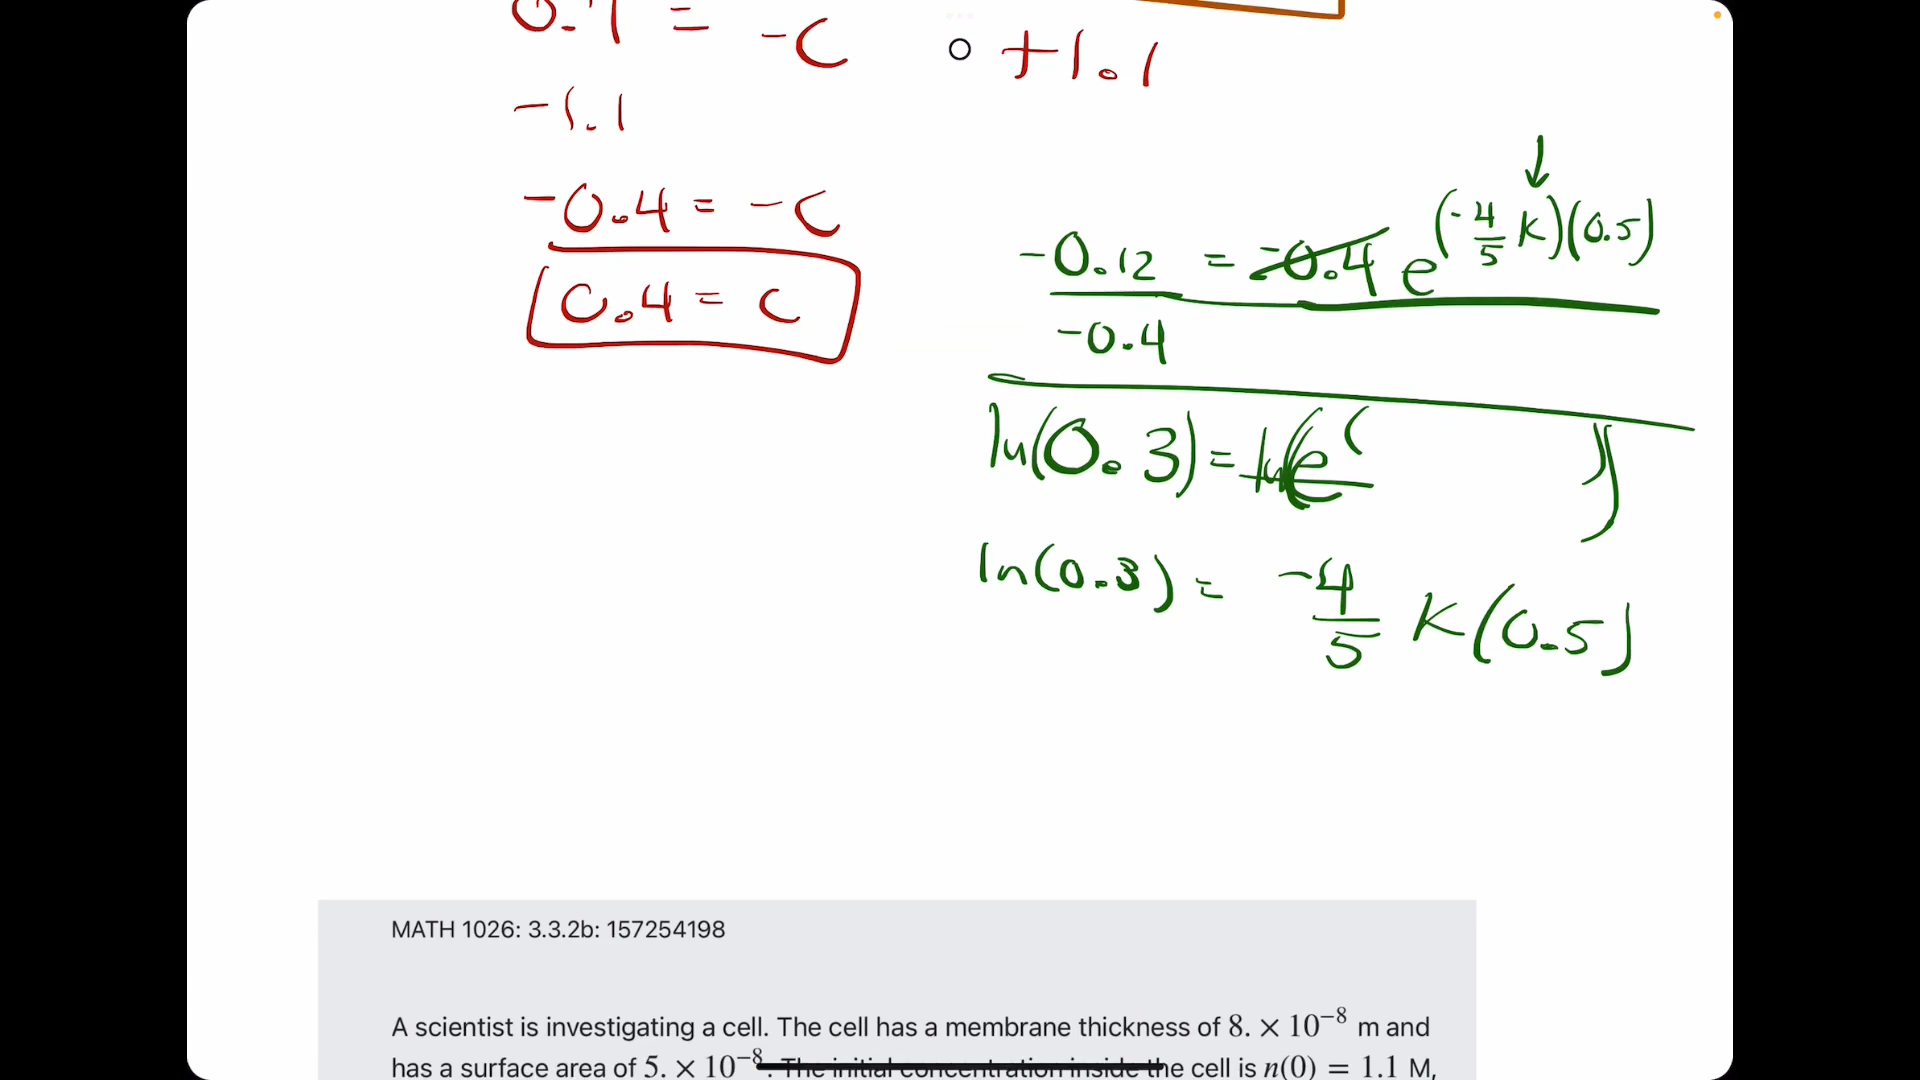 0.7 = -C + 1.1
-1.1
-0.4 = -C
0.4 = C
-0.12 = -0.4 e^(-4/5 K)(0.5)
-0.4
ln(0.3) = ln(e^( ))
ln(0.3) = -4/5 K(0.5)
MATH 1026: 3.3.2b: 157254198
A scientist is investigating a cell. The cell has a membrane thickness of 8. × 10⁻⁸ m and
has a surface area of 5. × 10⁻⁸. The initial concentration inside the cell is n(0) = 1.1 M,